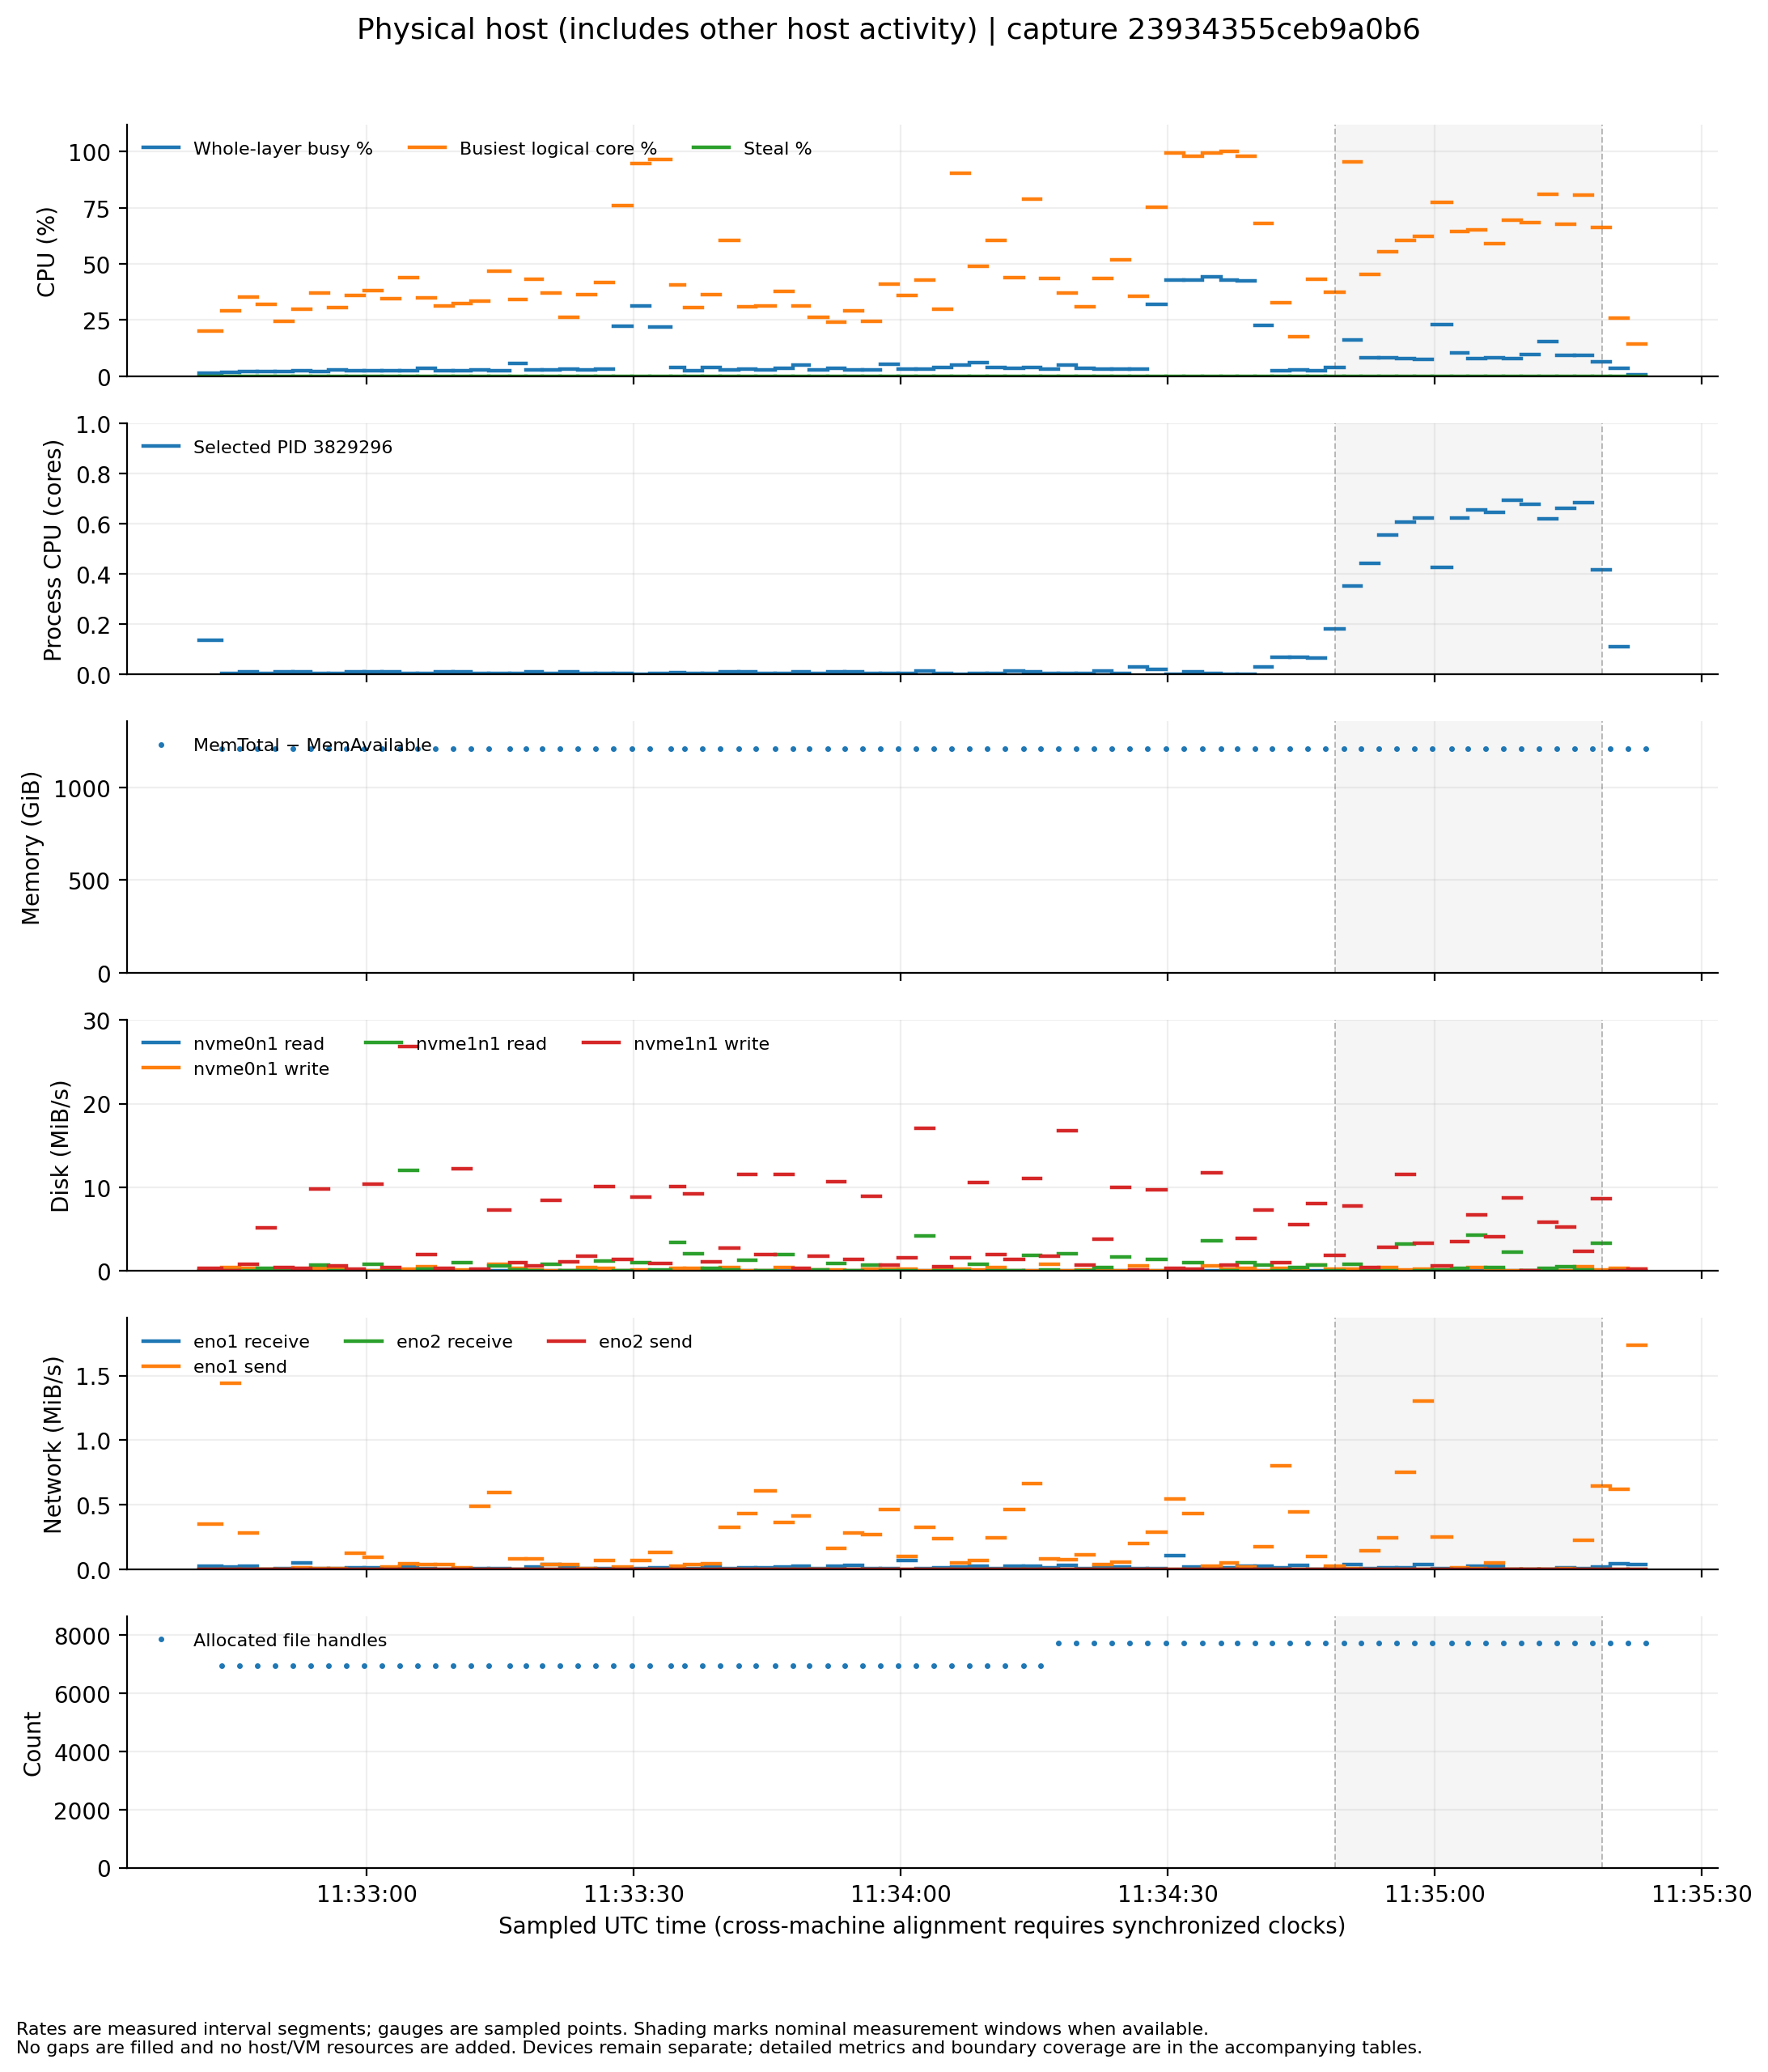 Physical host (includes other host activity) | capture 23934355ceb9a0b6
Whole-layer busy % Busiest logical core % Steal %
CPU (%)
100
75
50
25
0
Selected PID 3829296
Process CPU (cores)
1.0
0.8
0.6
0.4
0.2
0.0
MemTotal − MemAvailable
Memory (GiB)
1000
500
0
nvme0n1 read nvme1n1 read nvme1n1 write
nvme0n1 write
Disk (MiB/s)
30
20
10
0
eno1 receive eno2 receive eno2 send
eno1 send
Network (MiB/s)
1.5
1.0
0.5
0.0
Allocated file handles
Count
8000
6000
4000
2000
0
11:33:00 11:33:30 11:34:00 11:34:30 11:35:00 11:35:30
Sampled UTC time (cross-machine alignment requires synchronized clocks)
Rates are measured interval segments; gauges are sampled points. Shading marks nominal measurement windows when available.
No gaps are filled and no host/VM resources are added. Devices remain separate; detailed metrics and boundary coverage are in the accompanying tables.